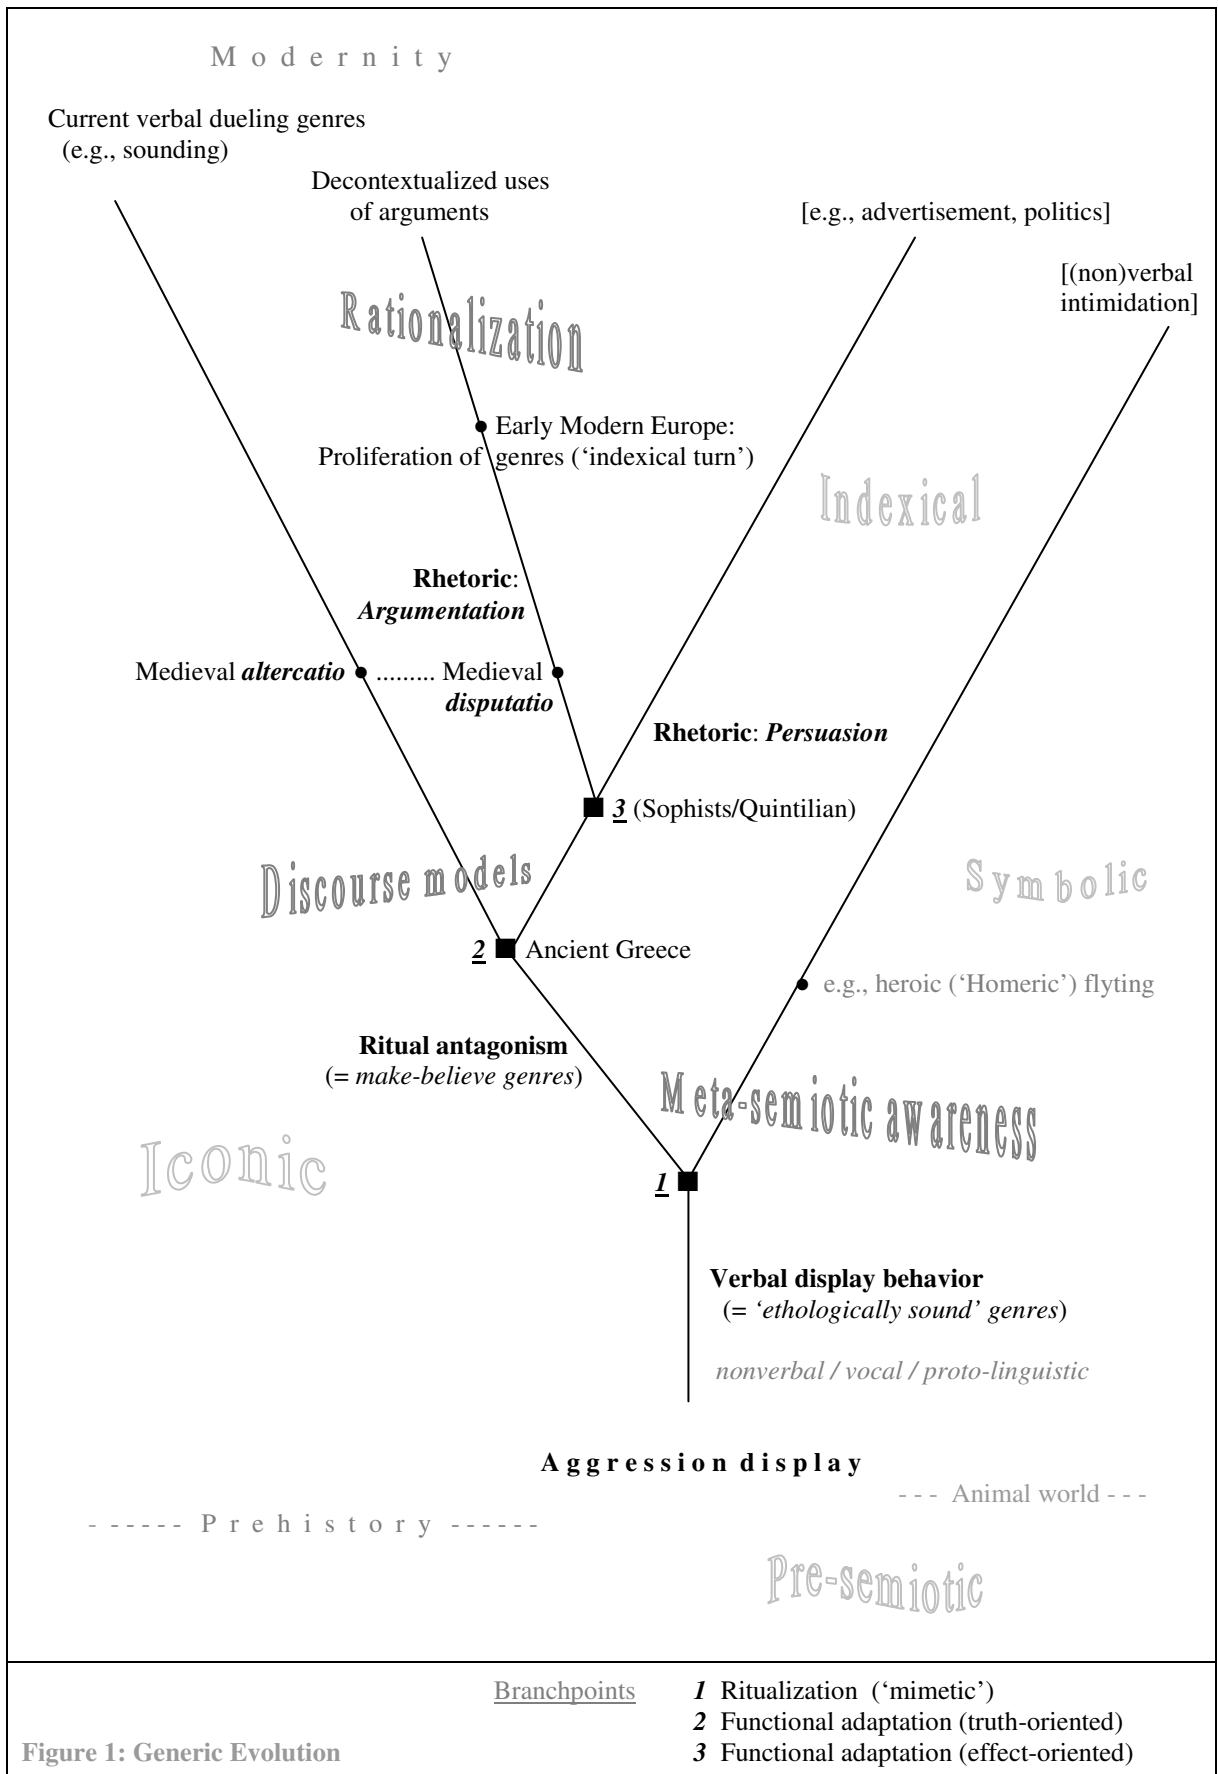 Modernity
Current verbal dueling genres
(e.g., sounding)
Decontextualized uses
of arguments
[e.g., advertisement, politics]
[(non)verbal
intimidation]
Rationalization
Early Modern Europe:
Proliferation of genres (‘indexical turn’)
Indexical
Rhetoric:
Argumentation
Medieval altercatio ......... Medieval
disputatio
Rhetoric: Persuasion
3 (Sophists/Quintilian)
Discourse models
Symbolic
2 Ancient Greece
e.g., heroic (‘Homeric’) flyting
Ritual antagonism
(= make-believe genres)
Meta-semiotic awareness
Iconic
1
Verbal display behavior
(= ‘ethologically sound’ genres)
nonverbal / vocal / proto-linguistic
Aggression display
- - - Animal world - - -
- ----- Prehistory ------
Pre-semiotic
Branchpoints 1 Ritualization (‘mimetic’)
2 Functional adaptation (truth-oriented)
Figure 1: Generic Evolution 3 Functional adaptation (effect-oriented)